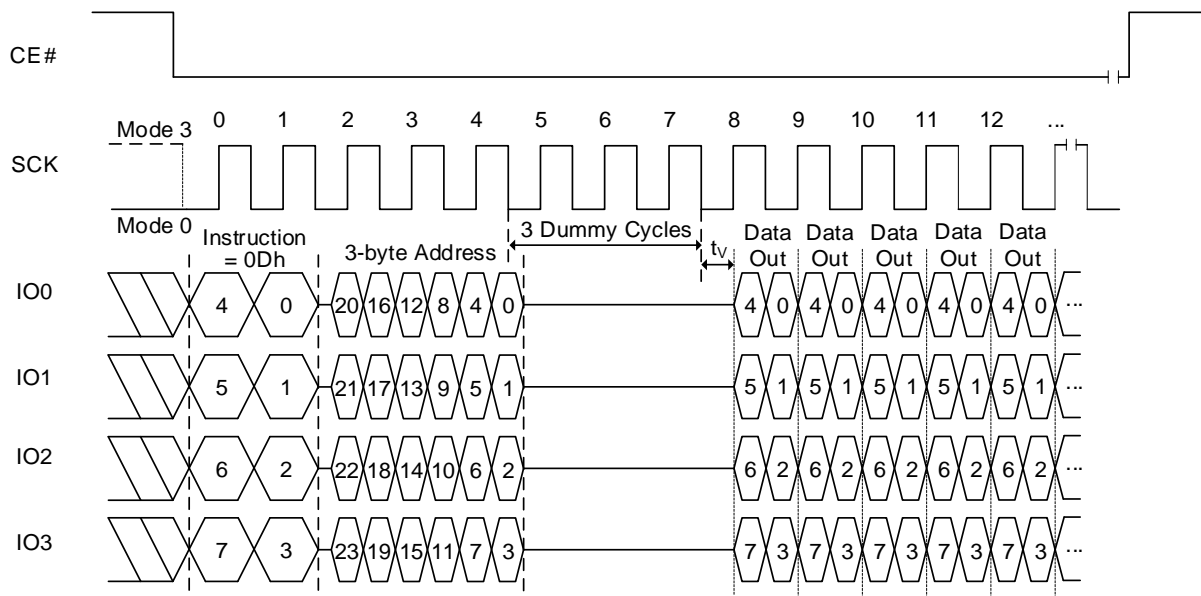 CE#
0 1 2 3 4 5 6 7 8 9 10 11 12 ...
Mode 3
SCK
Mode 0
Instruction
= 0Dh
3-byte Address
3 Dummy Cycles
tV
Data Data Data Data Data
Out Out Out Out Out
IO0 4 0 20 16 12 8 4 0 4 0 4 0 4 0 4 0 4 0 ...
IO1 5 1 21 17 13 9 5 1 5 1 5 1 5 1 5 1 5 1 ...
IO2 6 2 22 18 14 10 6 2 6 2 6 2 6 2 6 2 6 2 ...
IO3 7 3 23 19 15 11 7 3 7 3 7 3 7 3 7 3 7 3 ...